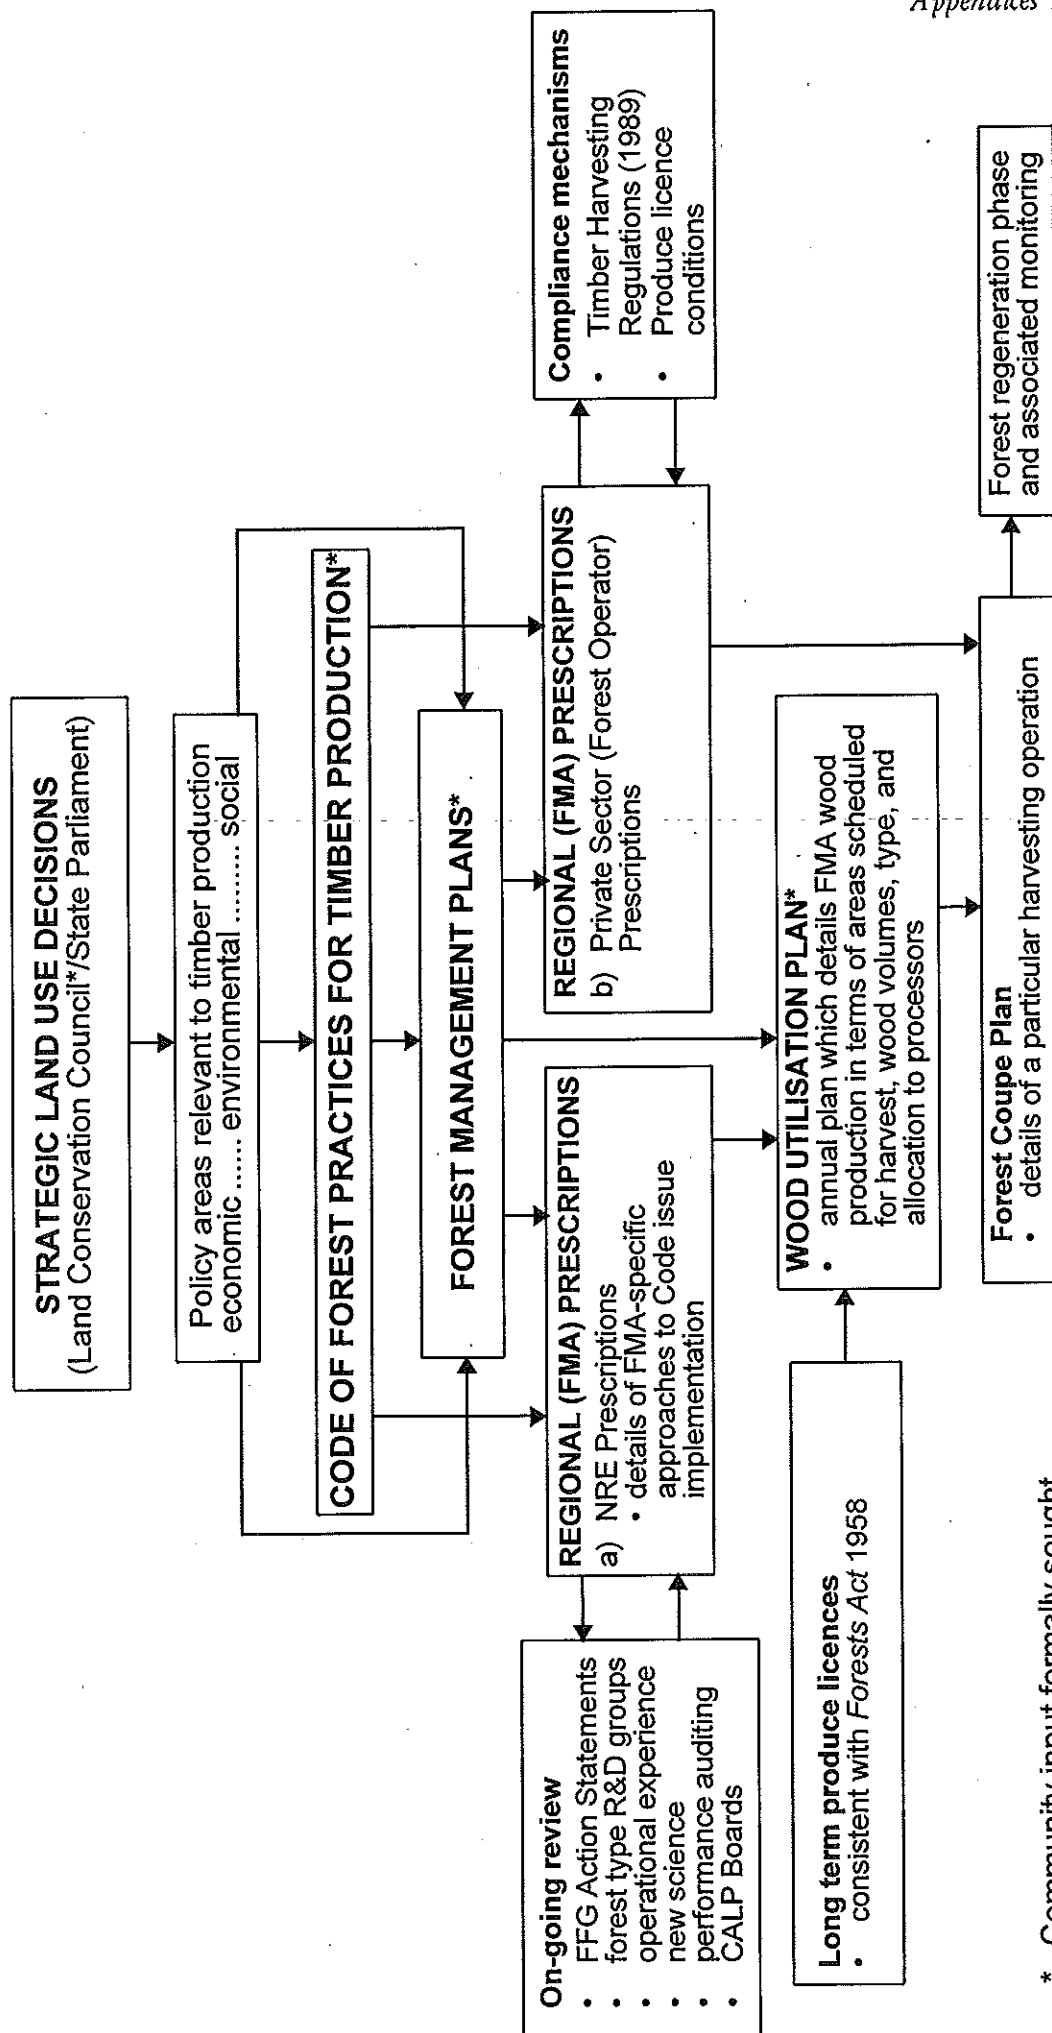 Appendices
STRATEGIC LAND USE DECISIONS
(Land Conservation Council*/State Parliament)
Policy areas relevant to timber production
economic ..... environmental ......... social
CODE OF FOREST PRACTICES FOR TIMBER PRODUCTION*
FOREST MANAGEMENT PLANS*
On-going review
• FFG Action Statements
• forest type R&D groups
• operational experience
• new science
• performance auditing
• CALP Boards
REGIONAL (FMA) PRESCRIPTIONS
a) NRE Prescriptions
• details of FMA-specific
approaches to Code issue
implementation
REGIONAL (FMA) PRESCRIPTIONS
b) Private Sector (Forest Operator)
Prescriptions
Compliance mechanisms
• Timber Harvesting
Regulations (1989)
• Produce licence
conditions
Long term produce licences
• consistent with Forests Act 1958
WOOD UTILISATION PLAN*
• annual plan which details FMA wood
production in terms of areas scheduled
for harvest, wood volumes, type, and
allocation to processors
Forest Coupe Plan
• details of a particular harvesting operation
Forest regeneration phase
and associated monitoring
* Community input formally sought